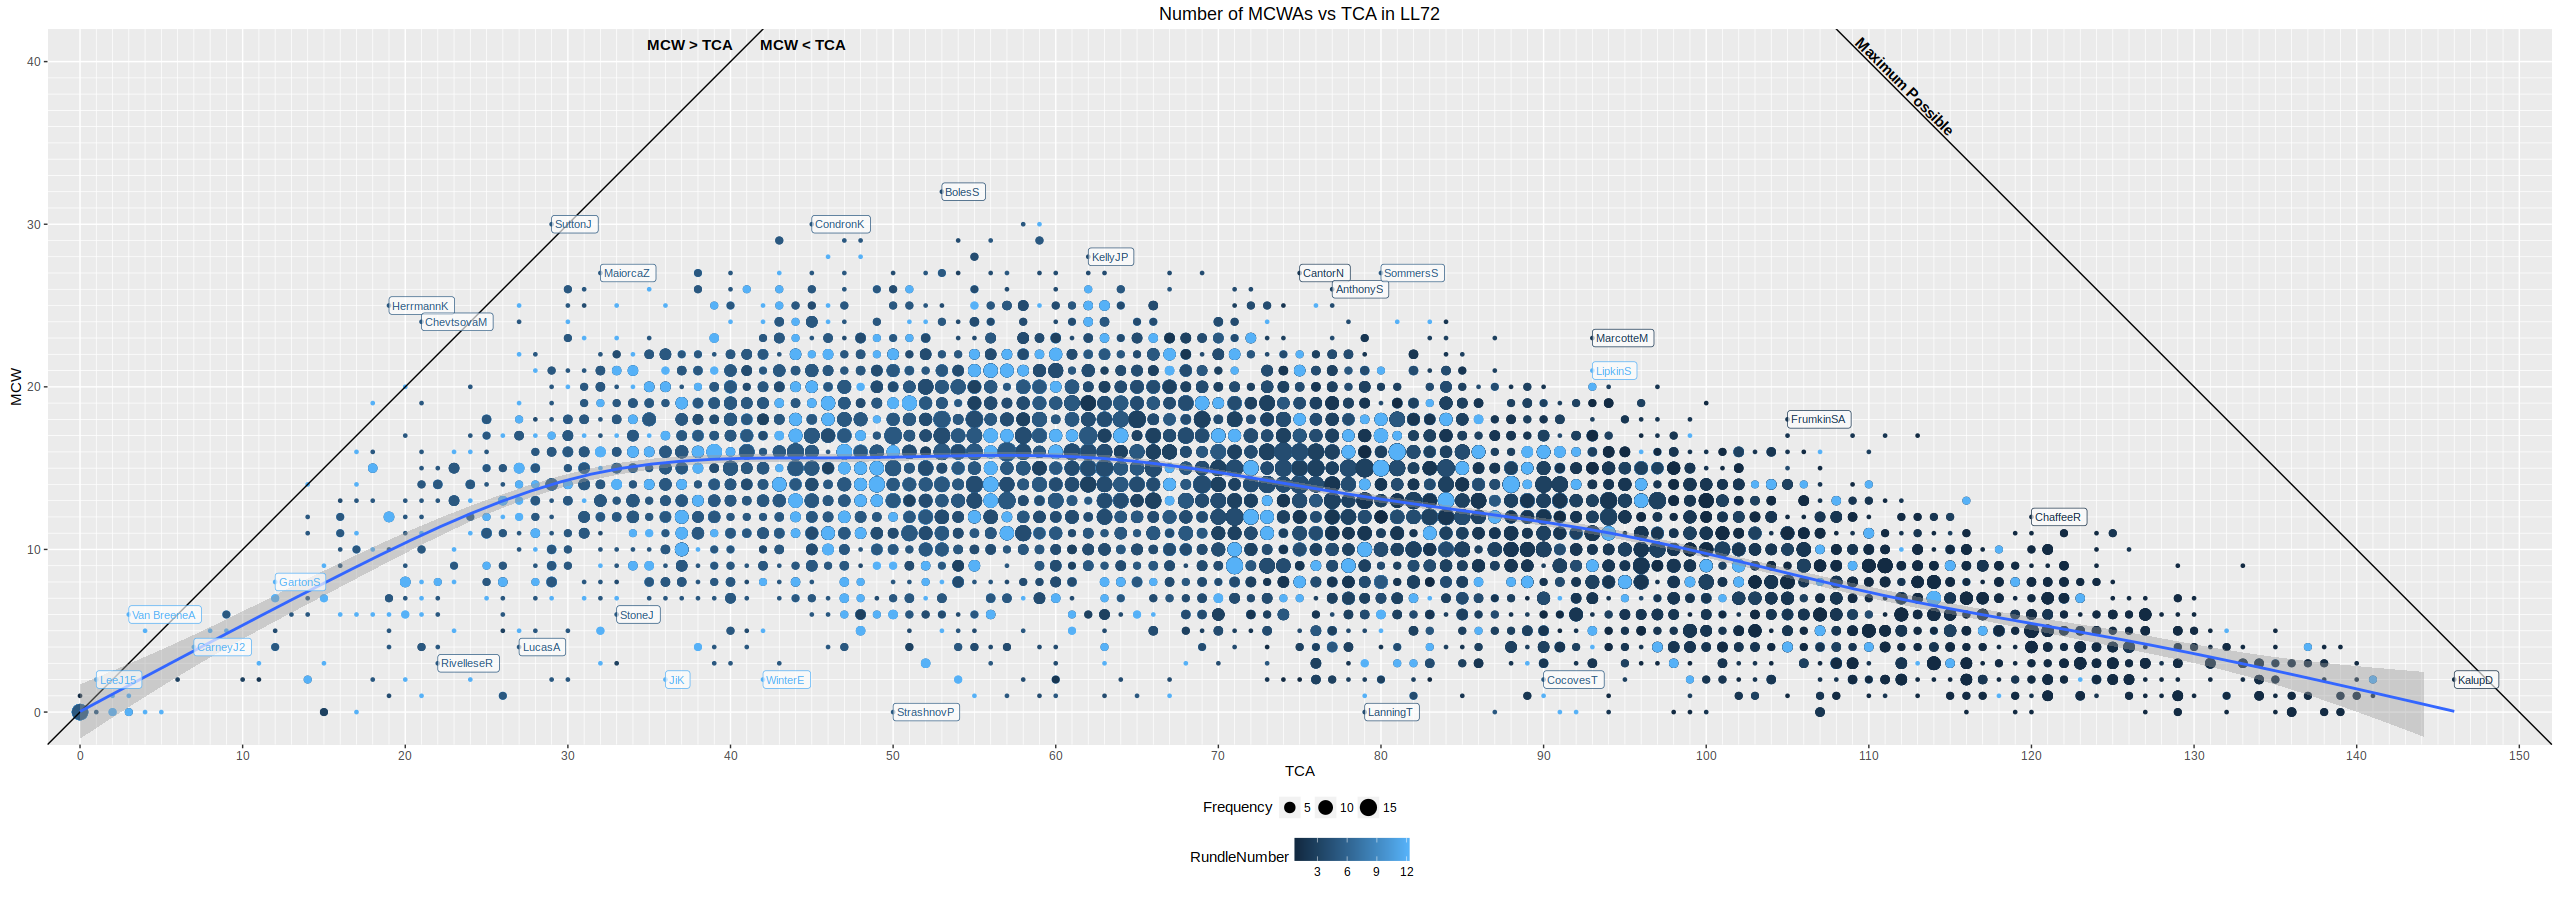 Number of MCWAs vs TCA in LL72
MCW > TCA
MCW < TCA
Maximum Possible
40
30
20
10
0
MCW
BolesS
SuttonJ
CondronK
KellyJP
MaiorcaZ
CantorN
SommersS
AnthonyS
HerrmannK
ChevtsovaM
MarcotteM
LipkinS
FrumkinSA
ChaffeeR
GartonS
Van BreeneA
StoneJ
CarneyJ2
LucasA
RivelleseR
LeeJ15
JiK
WinterE
CocovesT
KalupD
StrashnovP
LanningT
0 10 20 30 40 50 60 70 80 90 100 110 120 130 140 150
TCA
Frequency 5 10 15
RundleNumber
3 6 9 12